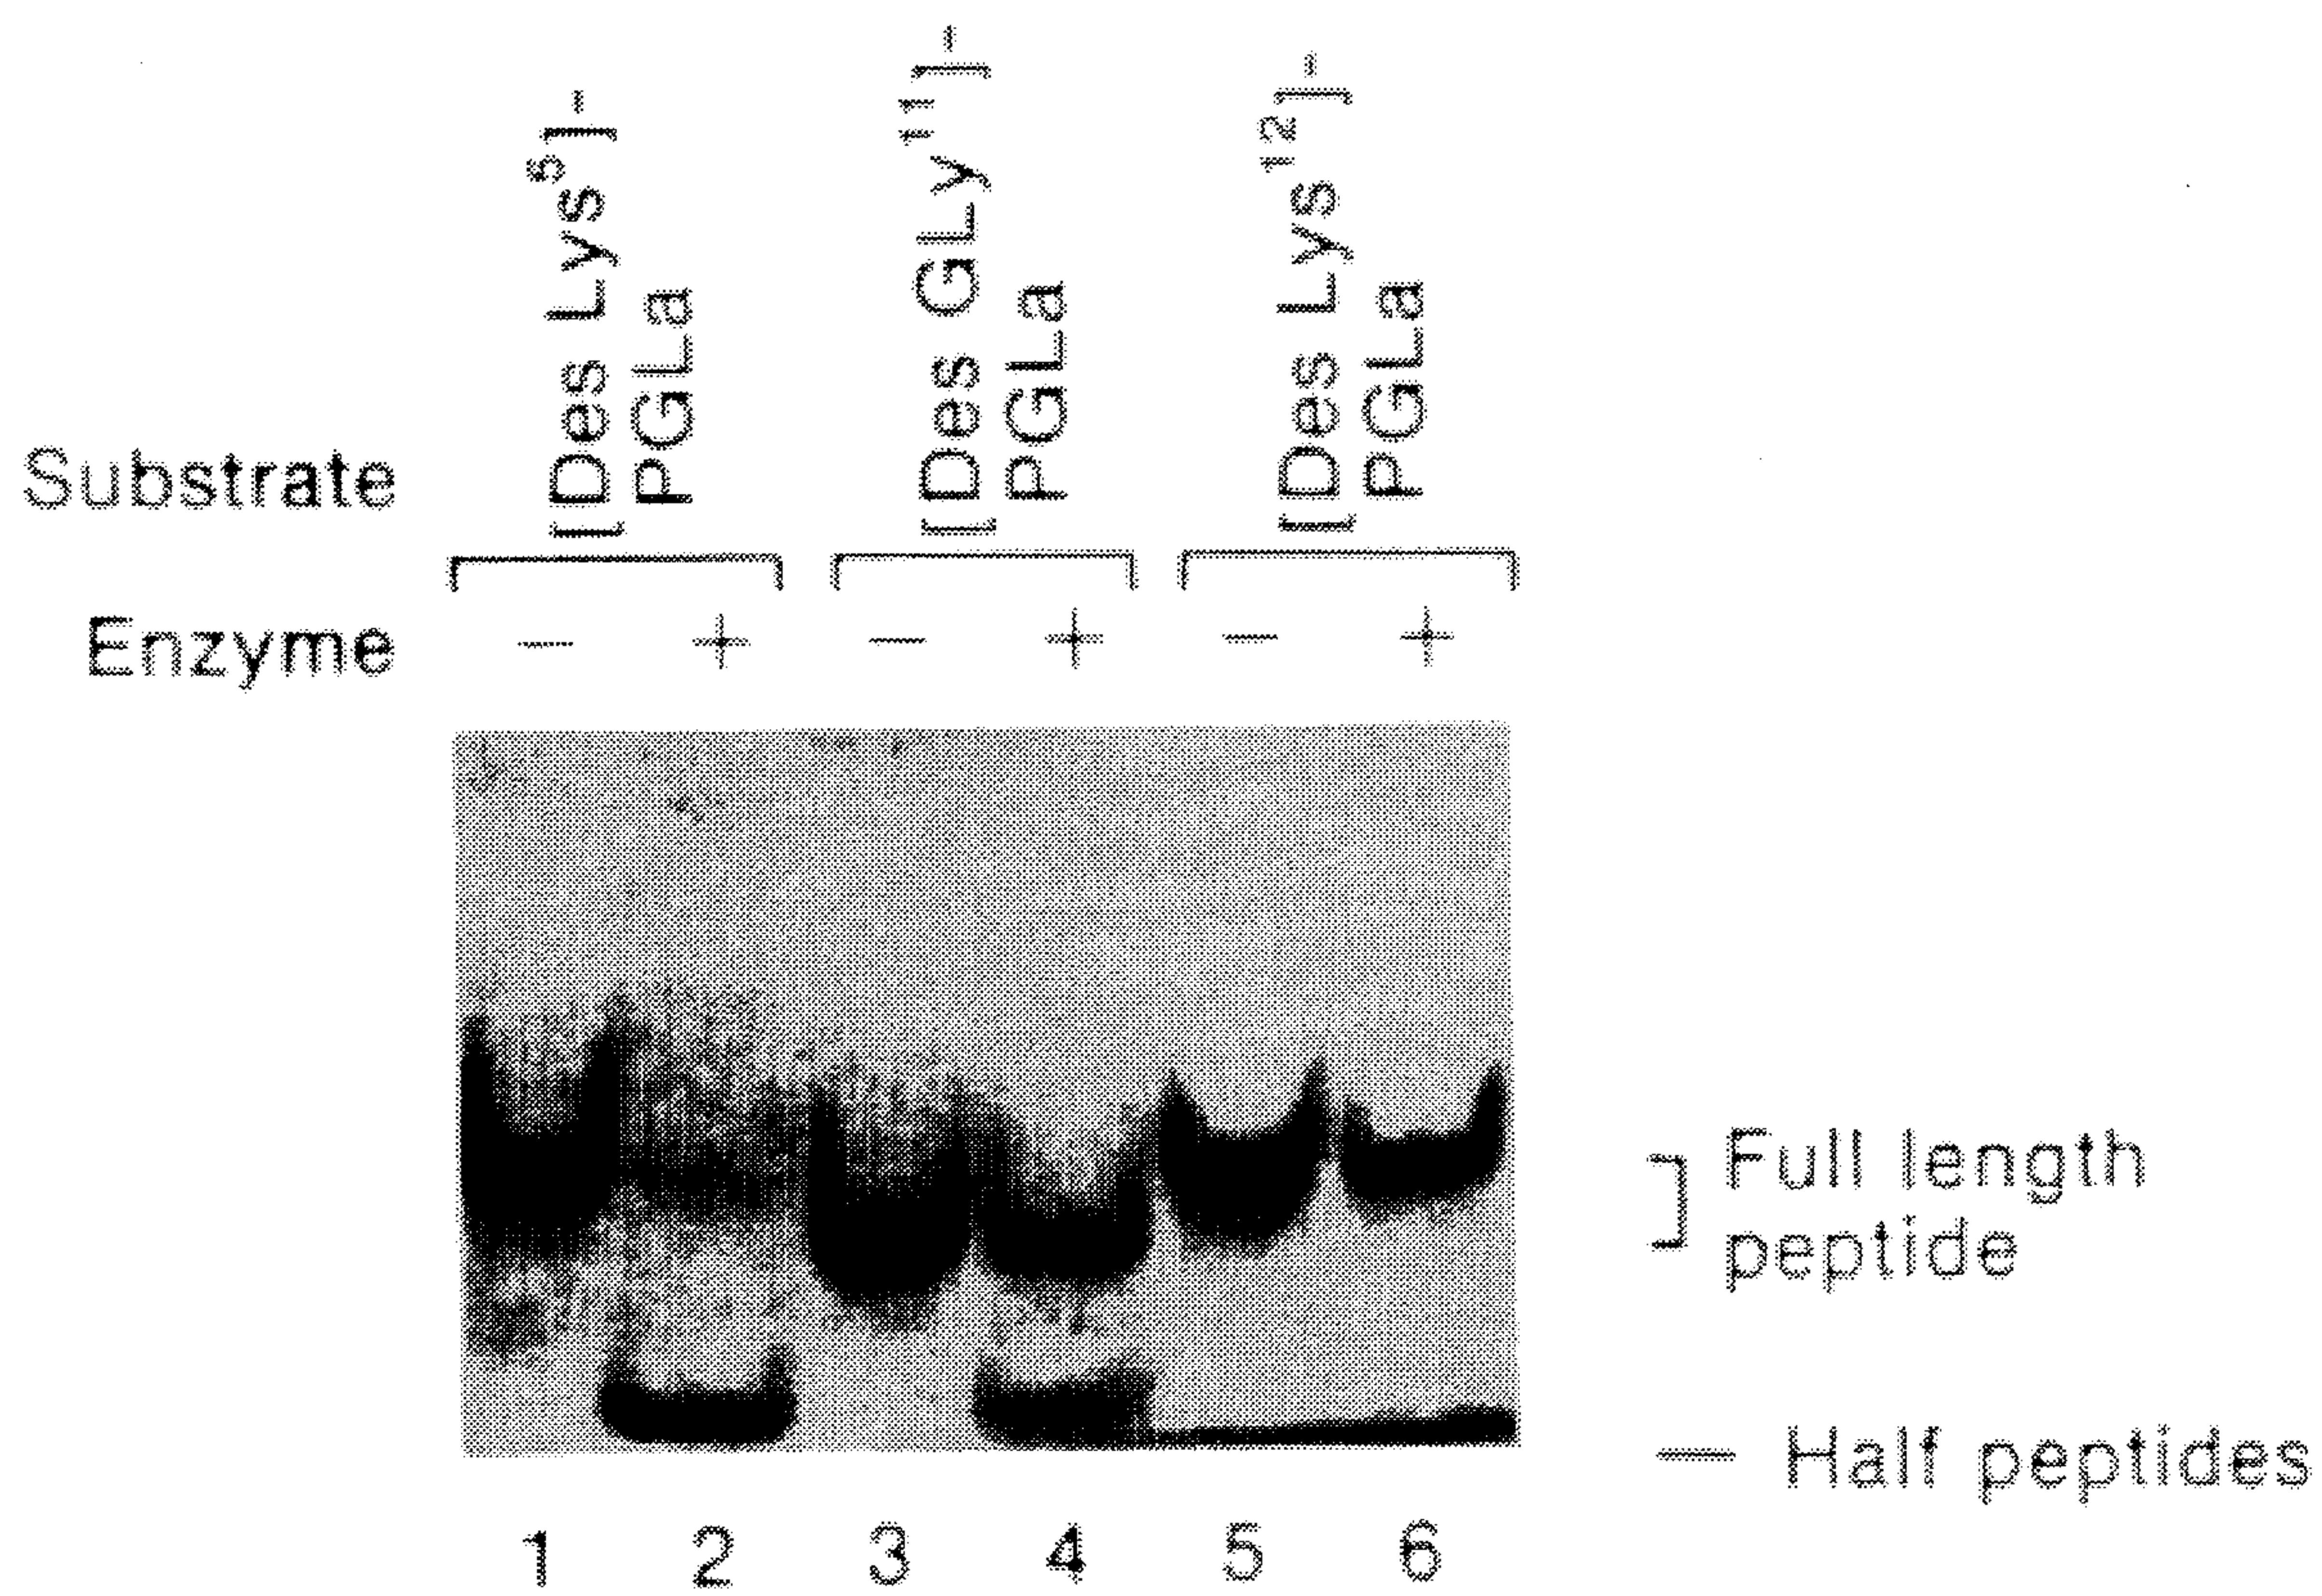 Substrate
[Des Lys5]-
PGLa
[Des GLy11]-
PGLa
[Des Lys12]-
PGLa
Enzyme - + - + - +
Full length
peptide
Half peptides
1 2 3 4 5 6